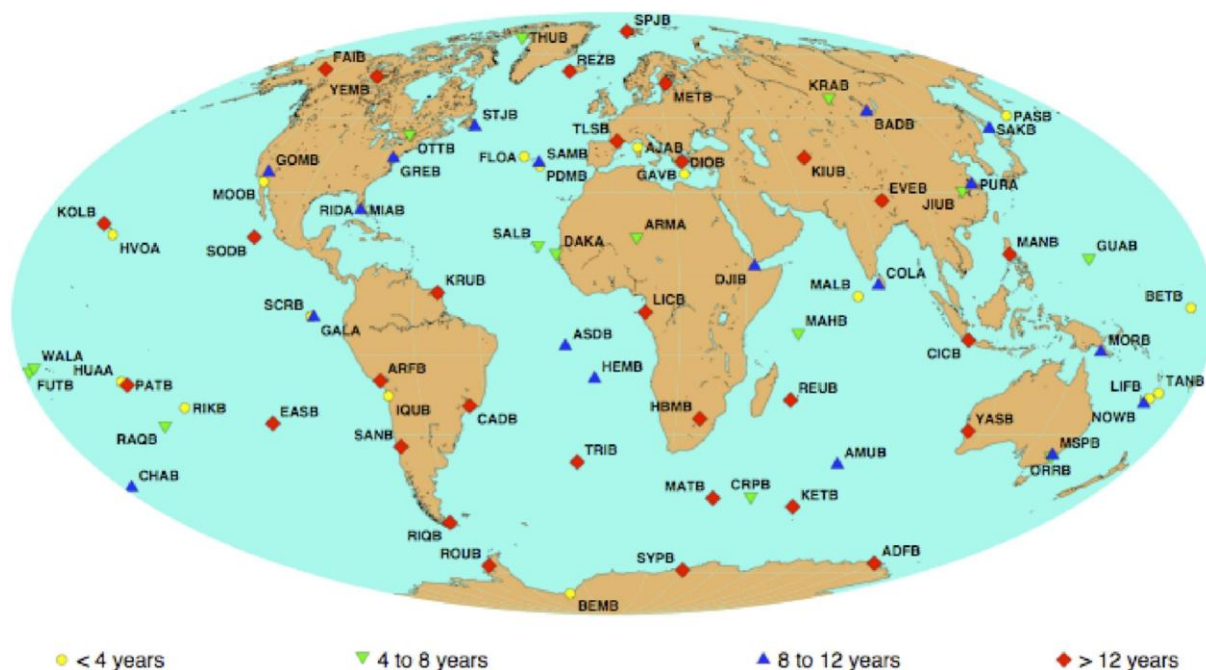 SPJB
THUB
FAIB
REZB
YEMB
METB
KRAB
STJB
BADB
PASB
SAKB
TLSB
OTTB
AJAB
GOMB
FLOA
SAMB
DIOB
GREB
PDMB
GAVB
KIUB
PURA
MOOB
EVEB
JIUB
KOLB
RIDA
MIAB
HVOA
SODB
SALB
DAKA
ARMA
MANB
GUAB
KRUB
DJIB
MALB
COLA
BETB
SCRB
GALA
LICB
MAHB
ASDB
CICB
MORB
WALA
HUAA
FUTB
PATB
ARFB
HEMB
LIFB
TANB
RIKB
IQUB
REUB
NOWB
EASB
CADB
HBMB
YASB
RAQB
SANB
MSPB
TRIB
AMUB
ORRB
CHAB
MATB
CRPB
KETB
RIQB
ROUB
SYPB
ADFB
BEMB
< 4 years
4 to 8 years
8 to 12 years
> 12 years